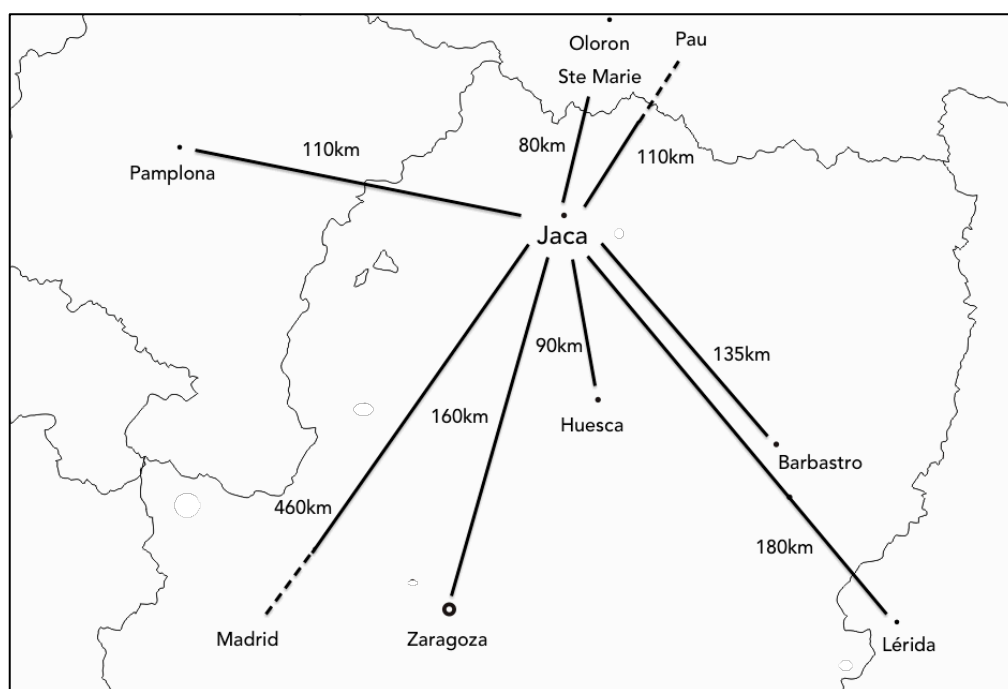 Oloron
Ste Marie
Pau
80km
110km
110km
Pamplona
Jaca
90km
135km
160km
Huesca
Barbastro
460km
180km
Madrid
Zaragoza
Lérida